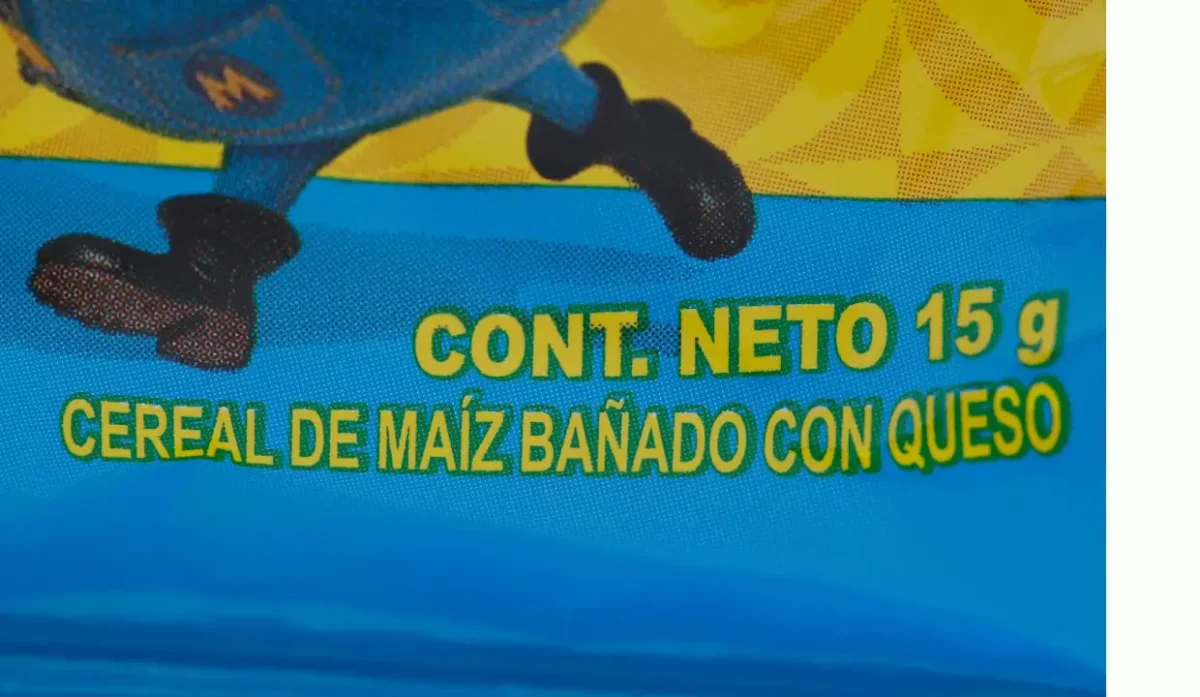 M
CONT. NETO 15 g
CEREAL DE MAÍZ BAÑADO CON QUESO